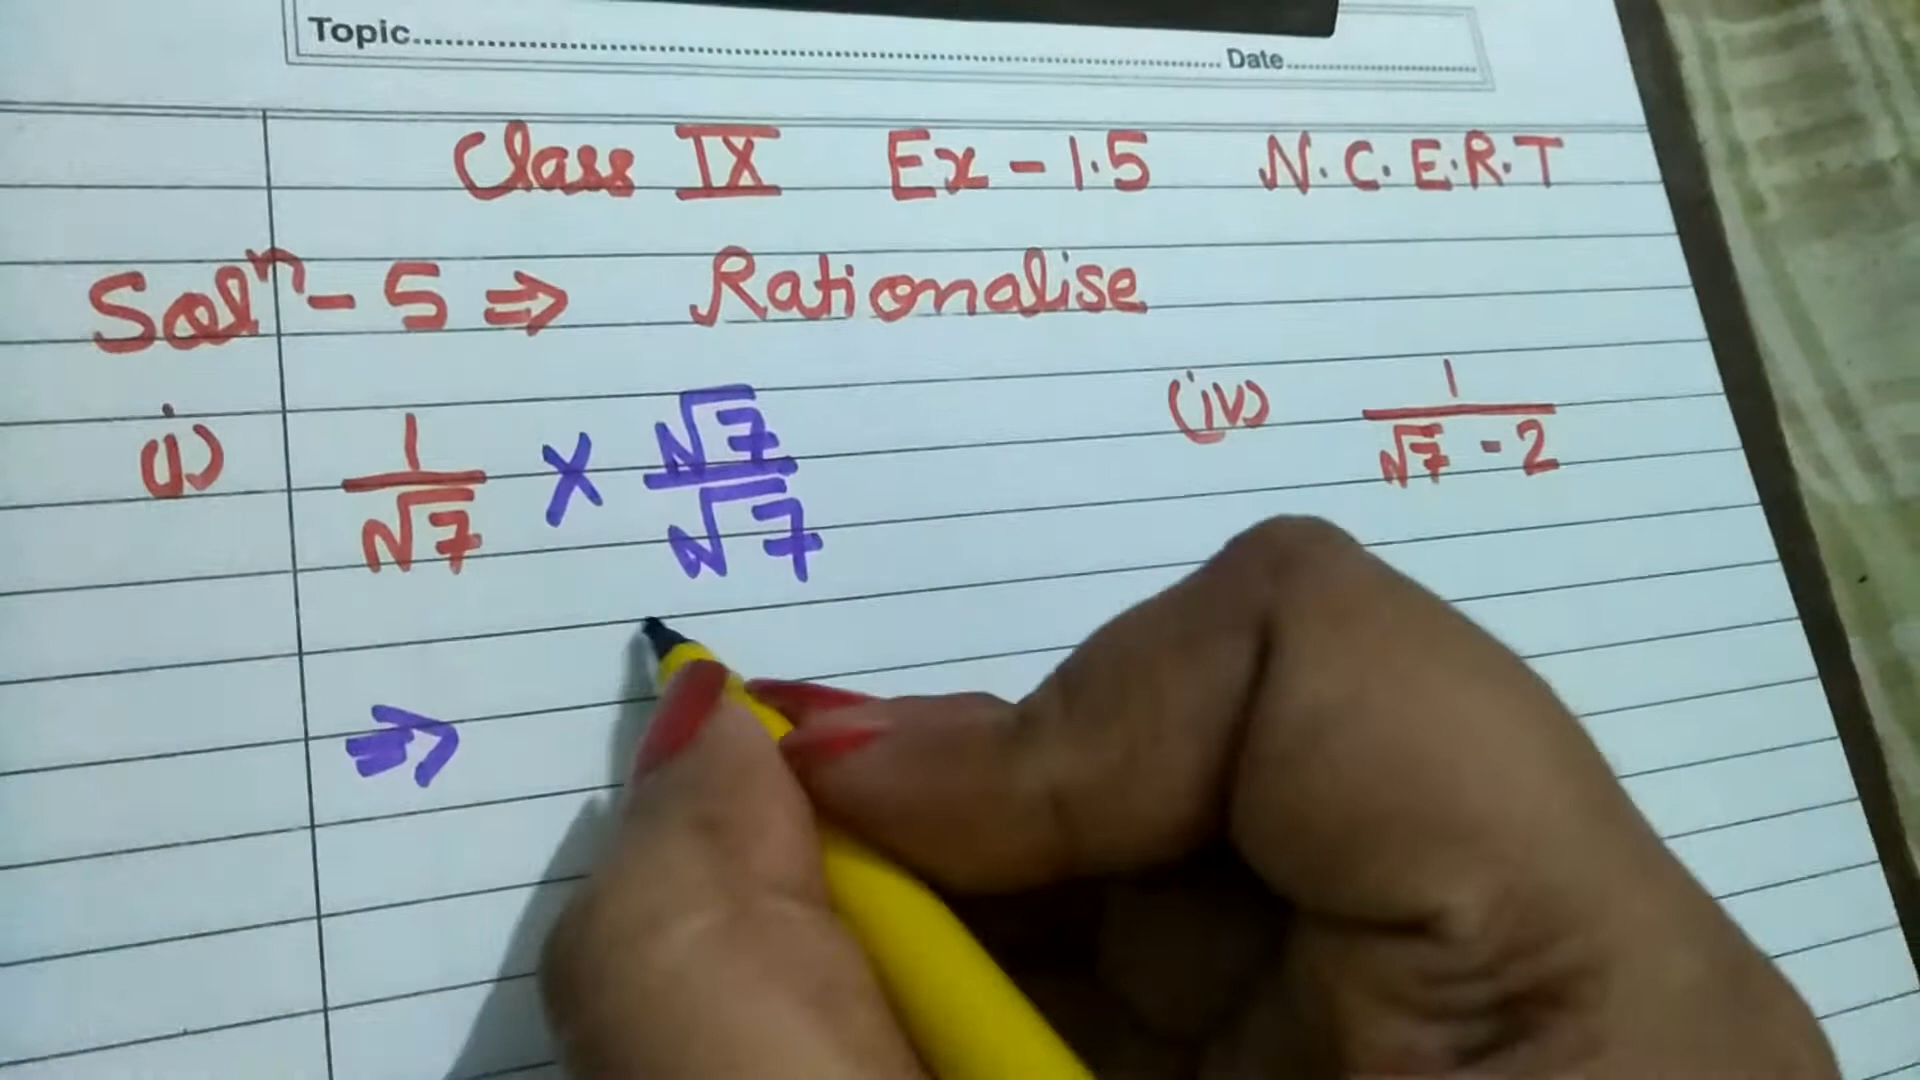 Topic........................ Date................
Class IX Ex - 1.5 N.C.E.R.T
Solⁿ - 5 ⇒ Rationalise
(i) 1/√7 × √7/√7
(iv) 1/(√7 - 2)
⇒